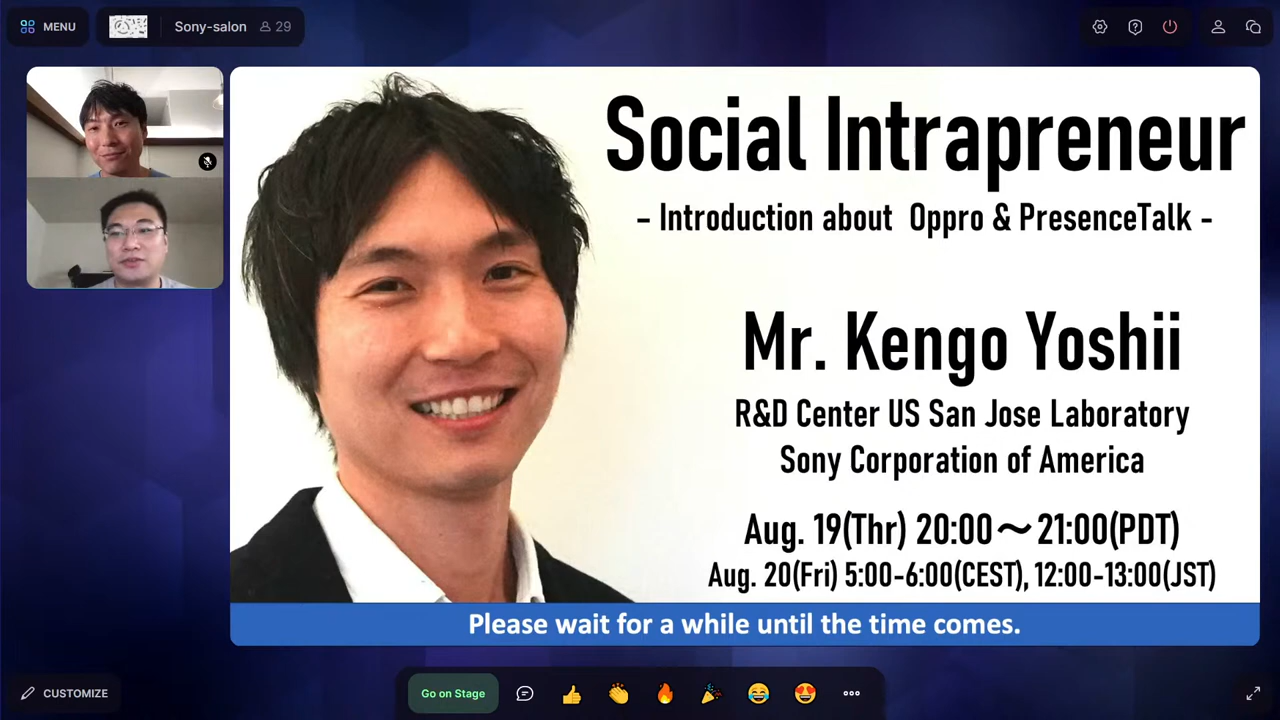 MENU
Sony-salon
29
Social Intrapreneur
– Introduction about Oppro & PresenceTalk -
Mr. Kengo Yoshii
R&D Center US San Jose Laboratory
Sony Corporation of America
Aug. 19(Thr) 20:00～21:00(PDT)
Aug. 20(Fri) 5:00-6:00(CEST), 12:00-13:00(JST)
Please wait for a while until the time comes.
CUSTOMIZE
Go on Stage